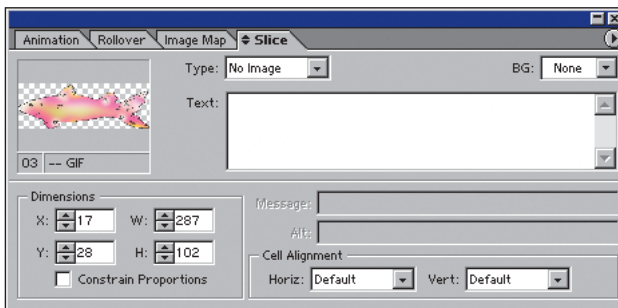 Animation Rollover Image Map Slice
Type: No Image BG: None
Text:
03 -- GIF
Dimensions
X: 17 W: 287
Y: 28 H: 102
Constrain Proportions
Message:
Alt:
Cell Alignment
Horiz: Default Vert: Default